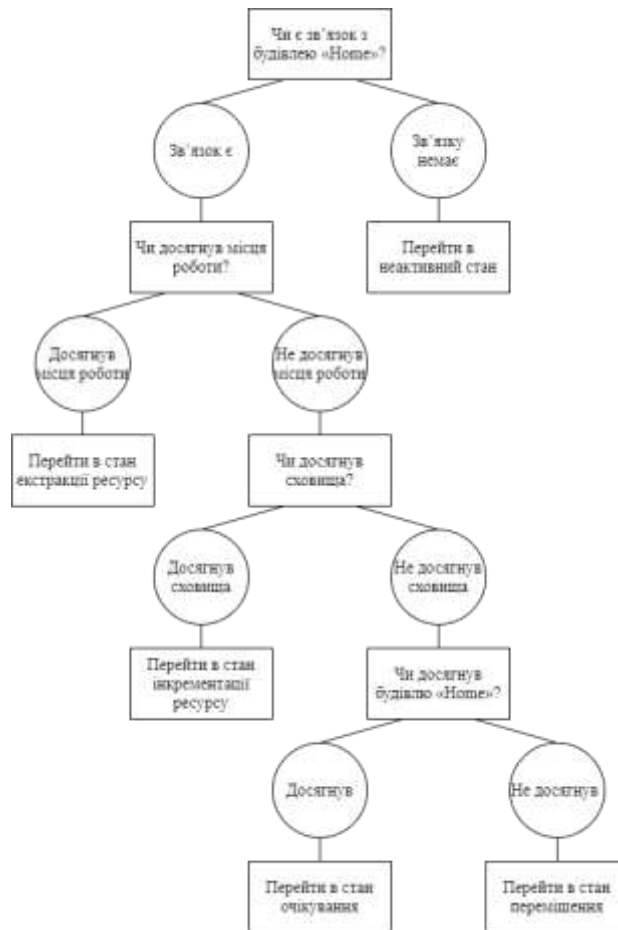 Чи є зв'язок з
будівлею «Home»?
Зв'язок є
Зв'язку
немає
Чи досягнув місця
роботи?
Перейти в
неактивний стан
Досягнув
місця роботи
Не досягнув
місця роботи
Перейти в стан
екстракції ресурсу
Чи досягнув
сховища?
Досягнув
сховища
Не досягнув
сховища
Перейти в стан
інкрементації
ресурсу
Чи досягнув
будівлю «Home»?
Досягнув
Не досягнув
Перейти в стан
очікування
Перейти в стан
переміщення